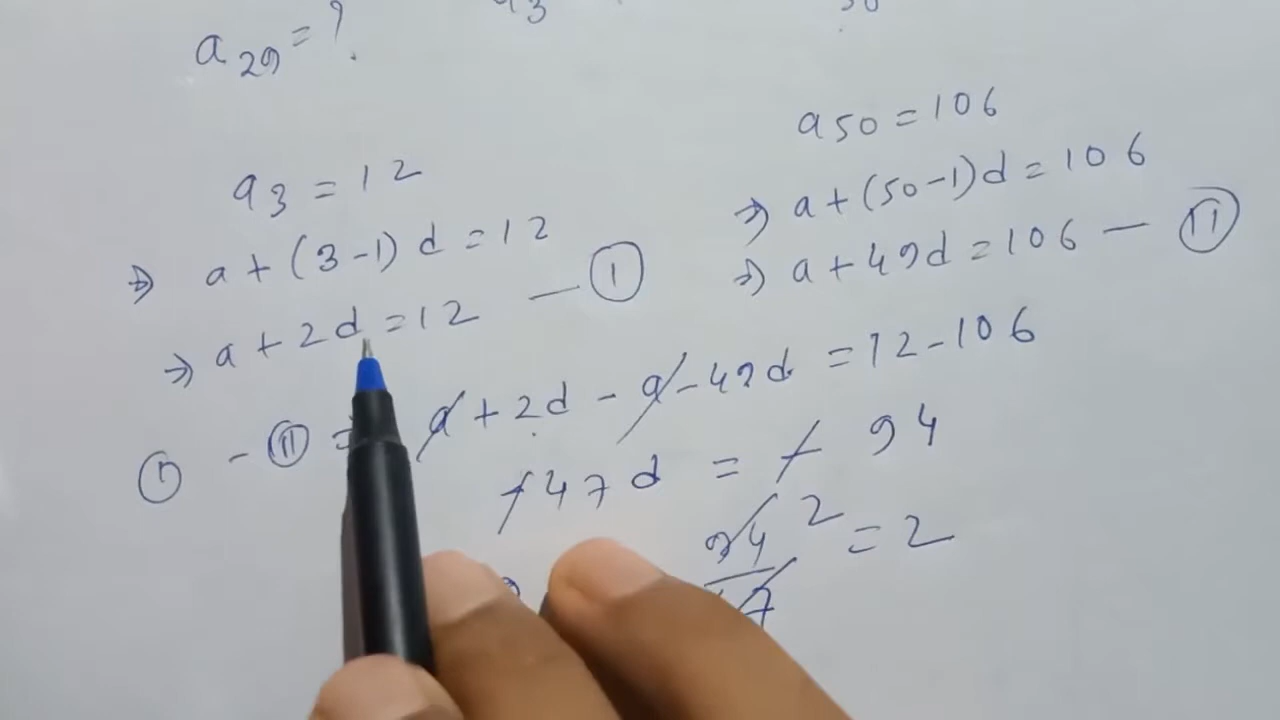 a29 = ?
a3 = 12
⇒ a + (3-1) d = 12
⇒ a + 2d = 12 — (I)
a50 = 106
⇒ a + (50-1)d = 106
⇒ a + 49d = 106 — (II)
(I) - (II) = a + 2d - a - 49d = 12 - 106
-47d = - 94
94/47 2 = 2